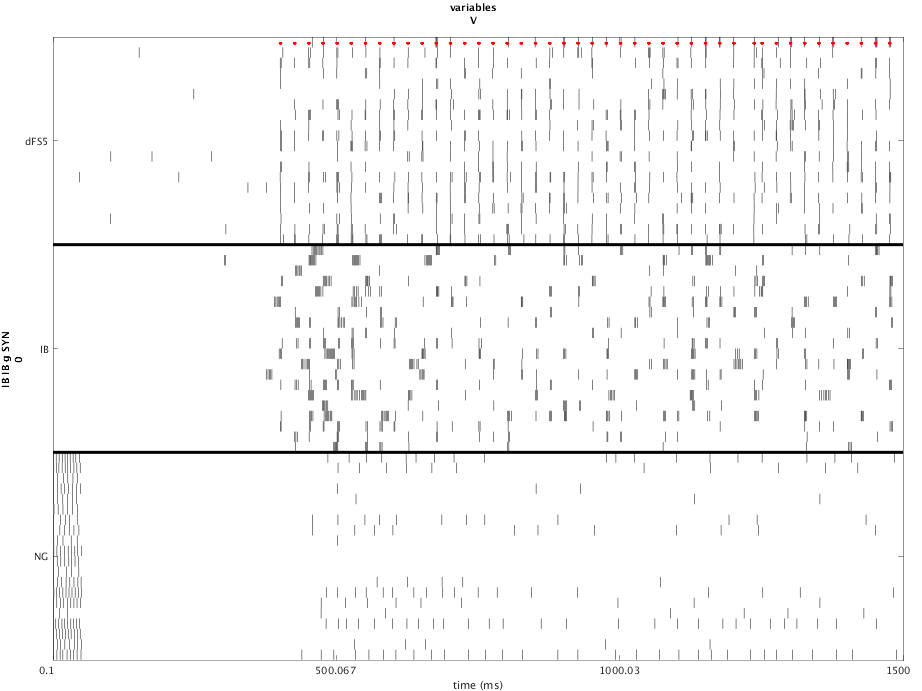 variables
V
dFS5
IB
NG
IB IB g SYN
0
0.1
500.067
1000.03
1500
time (ms)